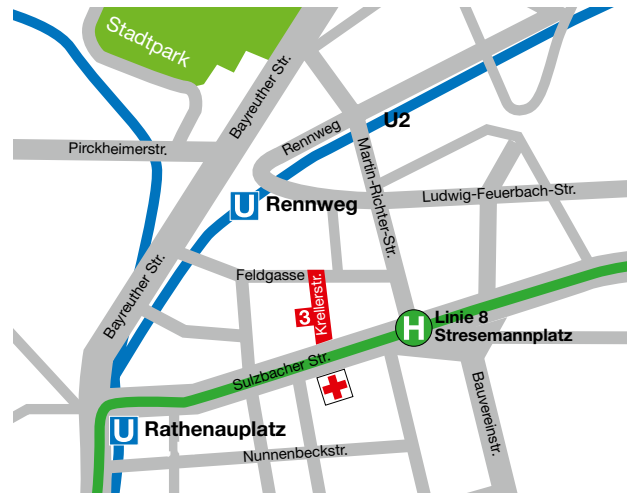 Stadtpark
Bayreuther Str.
U2
Rennweg
Pirckheimerstr.
Martin-Richter-Str.
Ludwig-Feuerbach-Str.
U Rennweg
Bayreuther Str.
Feldgasse
Krellerstr.
3
H
Linie 8
Stresemannplatz
Sulzbacher Str.
Bauvereinstr.
U Rathenauplatz
Nunnenbeckstr.